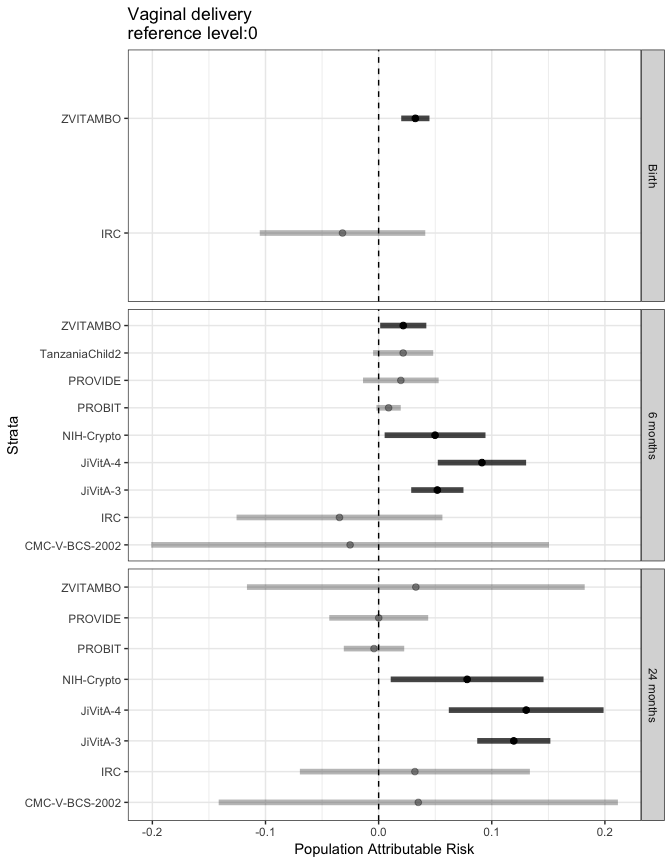 Vaginal delivery
reference level:0
Strata
ZVITAMBO
IRC
Birth
ZVITAMBO
TanzaniaChild2
PROVIDE
PROBIT
NIH-Crypto
JiVitA-4
JiVitA-3
IRC
CMC-V-BCS-2002
6 months
ZVITAMBO
PROVIDE
PROBIT
NIH-Crypto
JiVitA-4
JiVitA-3
IRC
CMC-V-BCS-2002
24 months
-0.2 -0.1 0.0 0.1 0.2
Population Attributable Risk